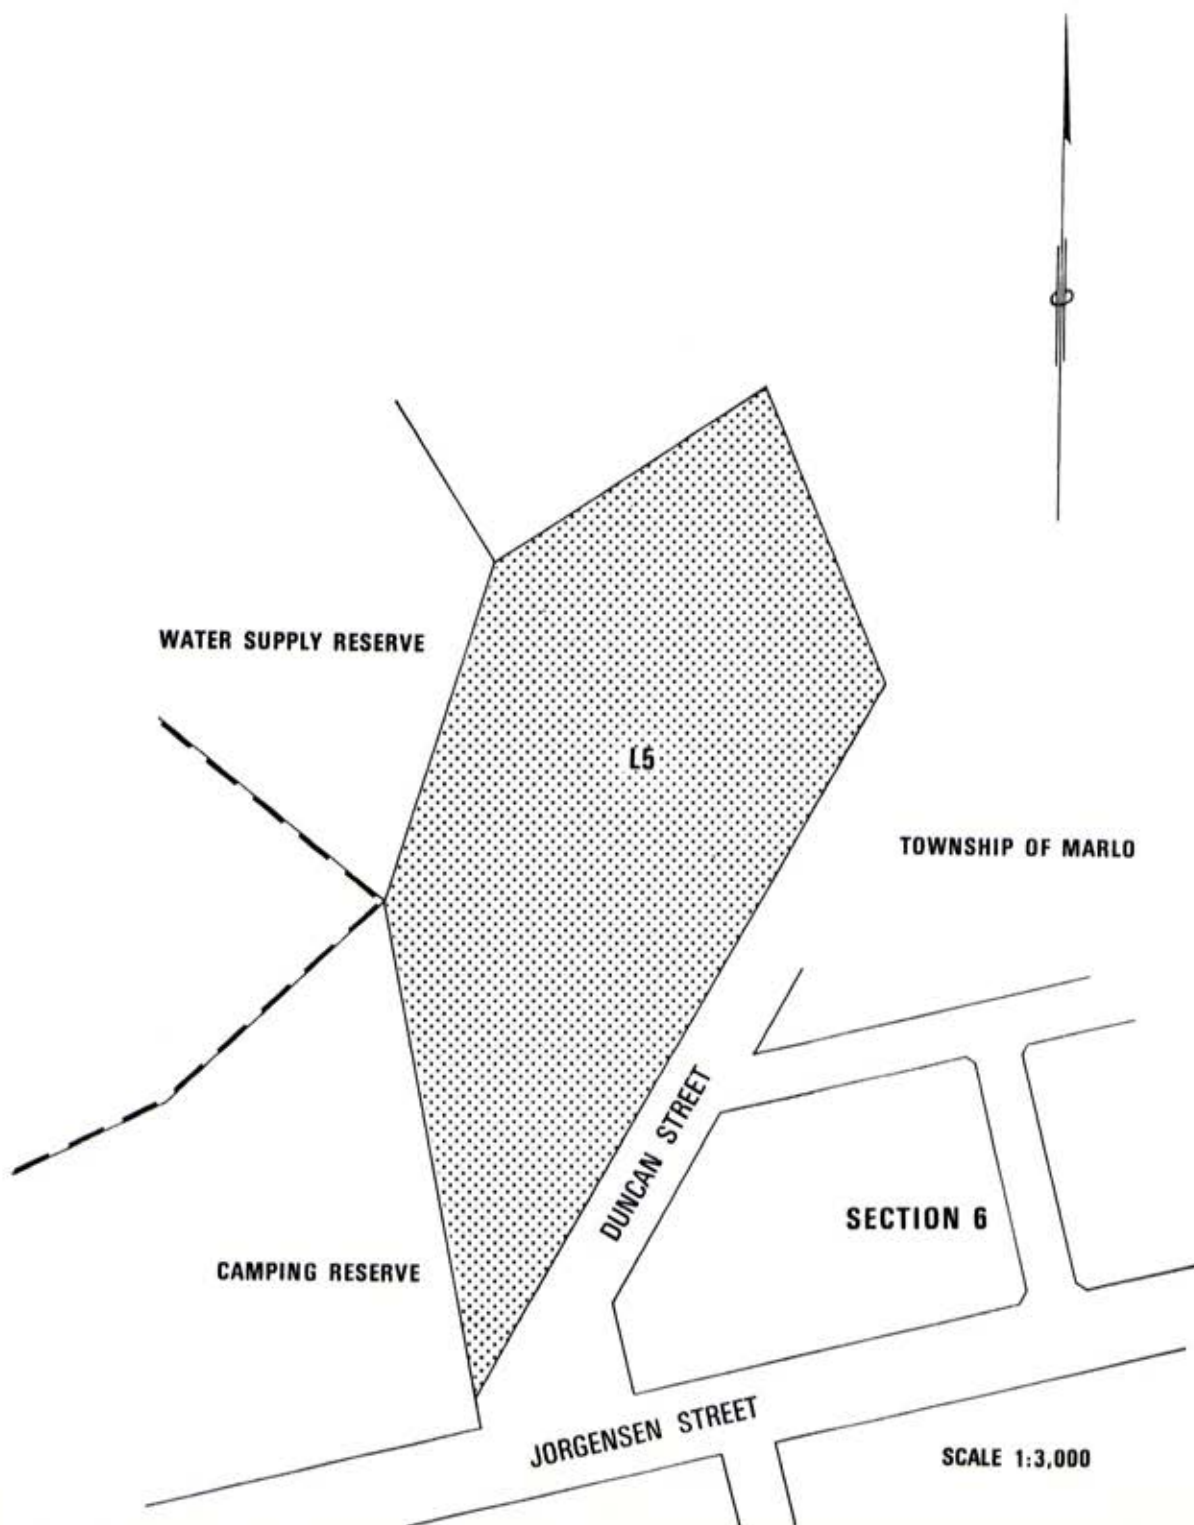 WATER SUPPLY RESERVE
L5
TOWNSHIP OF MARLO
DUNCAN STREET
SECTION 6
CAMPING RESERVE
JORGENSEN STREET
SCALE 1:3,000